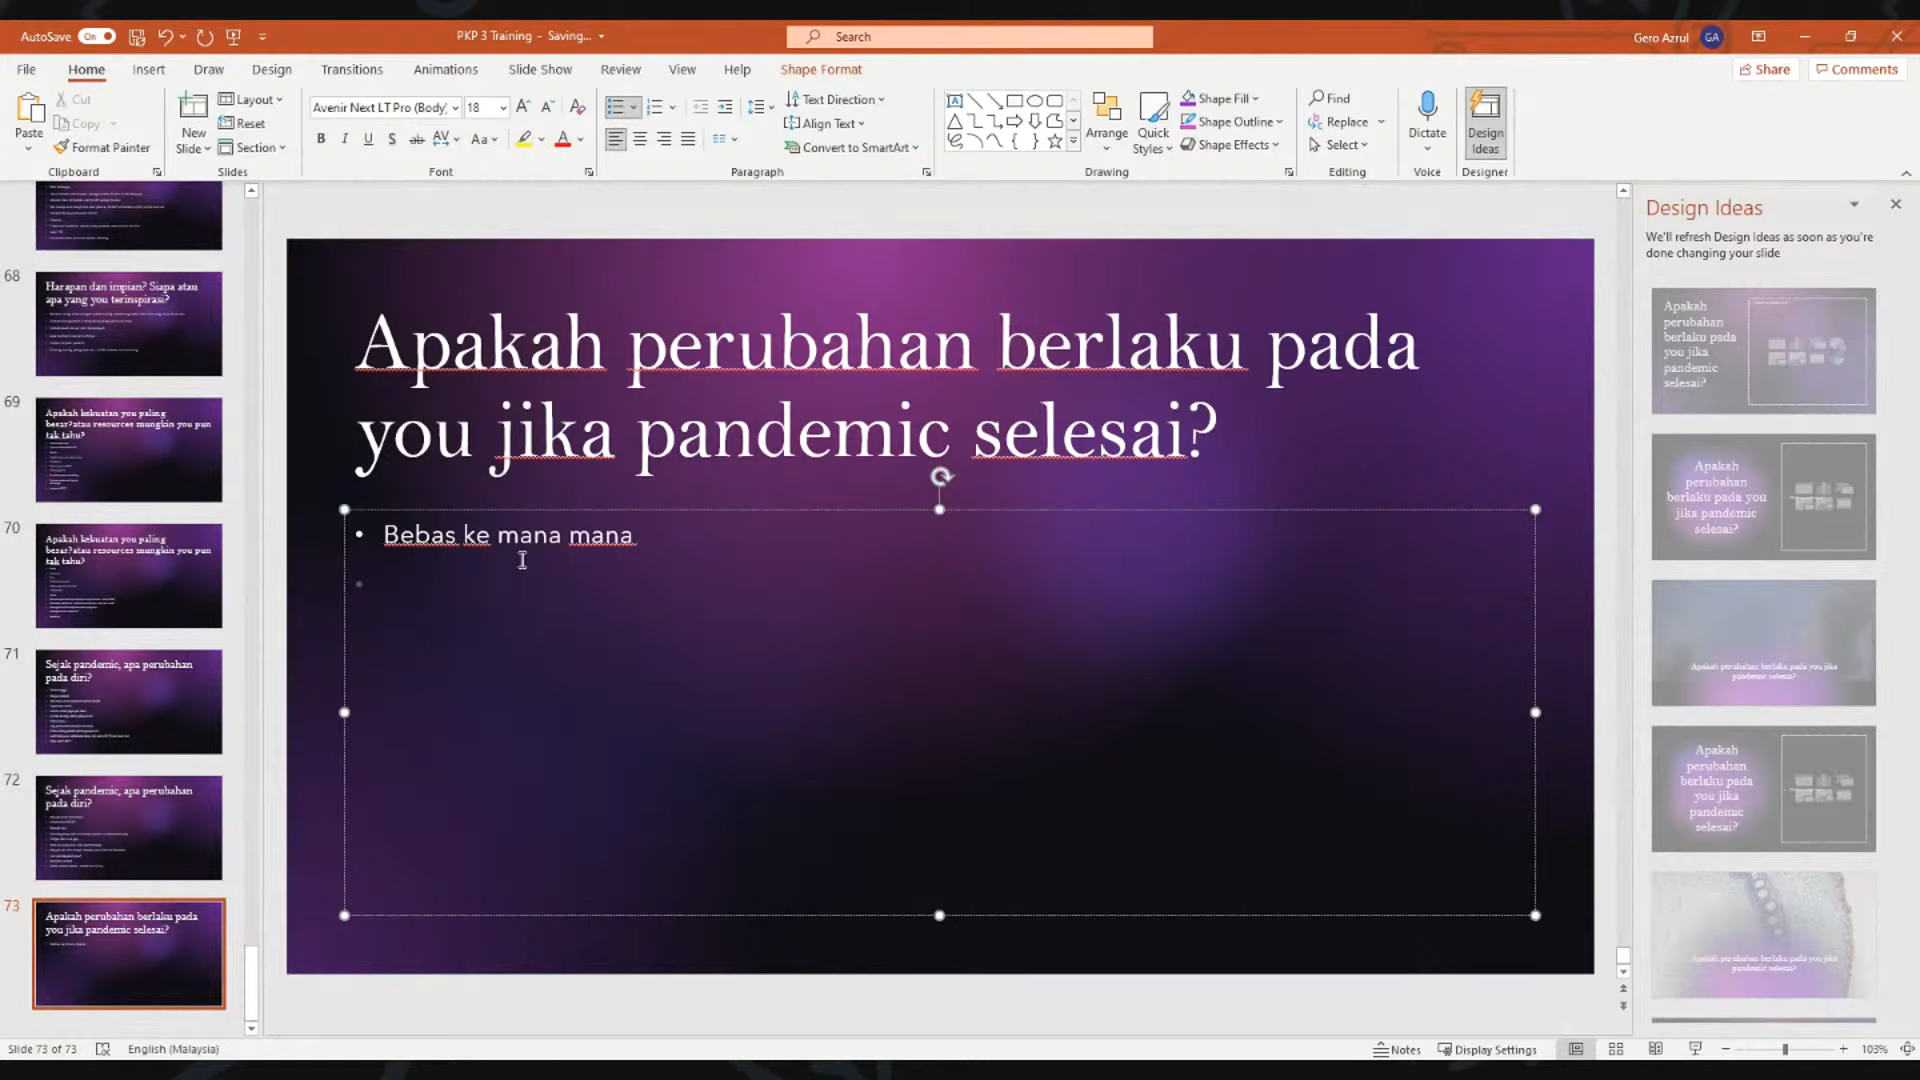 AutoSave On PKP 3 Training - Saving... Search Gero Azrul GA
File Home Insert Draw Design Transitions Animations Slide Show Review View Help Shape Format Share Comments
Paste Cut Copy Format Painter Clipboard
New Slide Layout Reset Section Slides
Avenir Next LT Pro (Body) 18 Font
Text Direction Align Text Convert to SmartArt Paragraph
Arrange Quick Styles Shape Fill Shape Outline Shape Effects Drawing
Find Replace Select Editing
Dictate Voice
Design Ideas Designer
68
Harapan dan impian? Siapa atau
apa yang you terinspirasi?
69
Apakah kekuatan you paling
besar?atau resources mungkin you pun
tak tahu?
70
Apakah kekuatan you paling
besar?atau resources mungkin you pun
tak tahu?
71
Sejak pandemic, apa perubahan
pada diri?
72
Sejak pandemic, apa perubahan
pada diri?
73
Apakah perubahan berlaku pada
you jika pandemic selesai?
Apakah perubahan berlaku pada
you jika pandemic selesai?
• Bebas ke mana mana
Design Ideas
We'll refresh Design Ideas as soon as you're
done changing your slide
Apakah
perubahan
berlaku pada
you jika
pandemic
selesai?
Apakah
perubahan
berlaku pada you
jika pandemic
selesai?
Apakah perubahan berlaku pada you jika
pandemic selesai?
Apakah
perubahan
berlaku pada
you jika
pandemic
selesai?
Apakah perubahan berlaku pada you jika
pandemic selesai?
Slide 73 of 73 English (Malaysia) Notes Display Settings 103%